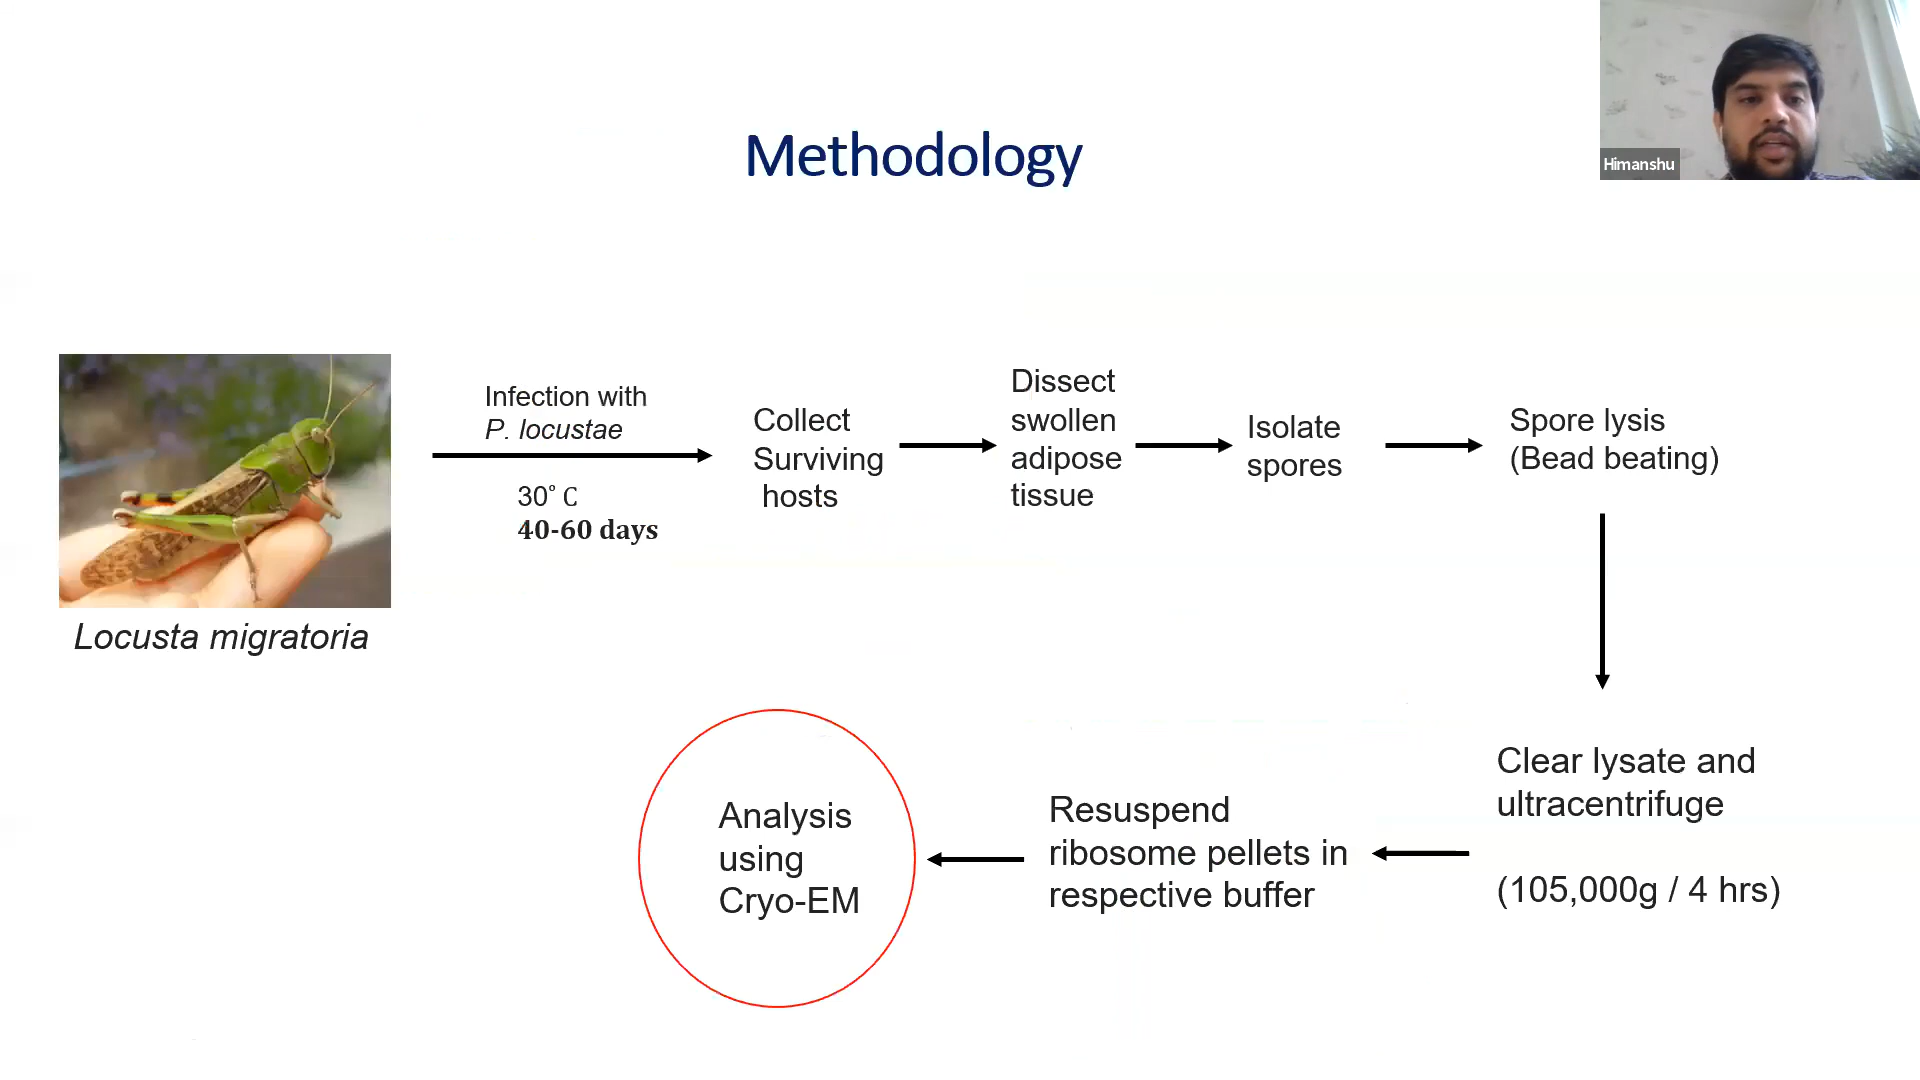 Himanshu
Methodology
Infection with
P. locustae
30° C
40-60 days
Locusta migratoria
Collect
Surviving
hosts
Dissect
swollen
adipose
tissue
Isolate
spores
Spore lysis
(Bead beating)
Clear lysate and
ultracentrifuge
(105,000g / 4 hrs)
Resuspend
ribosome pellets in
respective buffer
Analysis
using
Cryo-EM